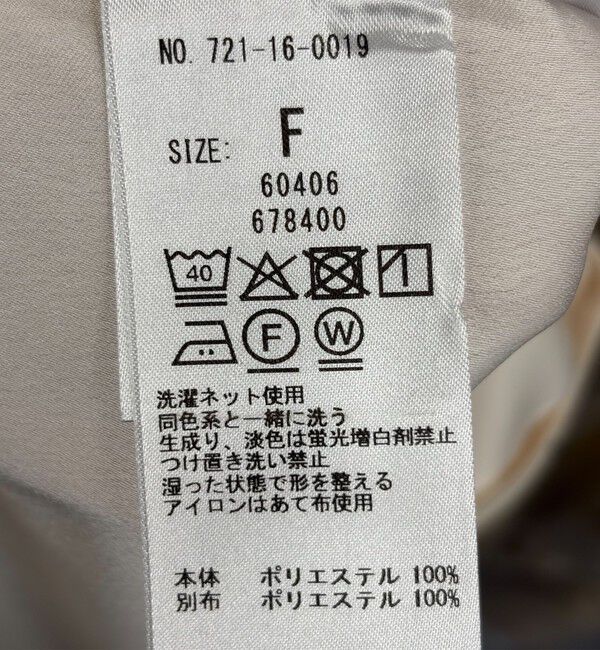 NO. 721-16-0019
SIZE: F
60406
678400
40
F W
洗濯ネット使用
同色系と一緒に洗う
生成り、淡色は蛍光増白剤禁止
つけ置き洗い禁止
湿った状態で形を整える
アイロンはあて布使用
本体 ポリエステル 100%
別布 ポリエステル 100%